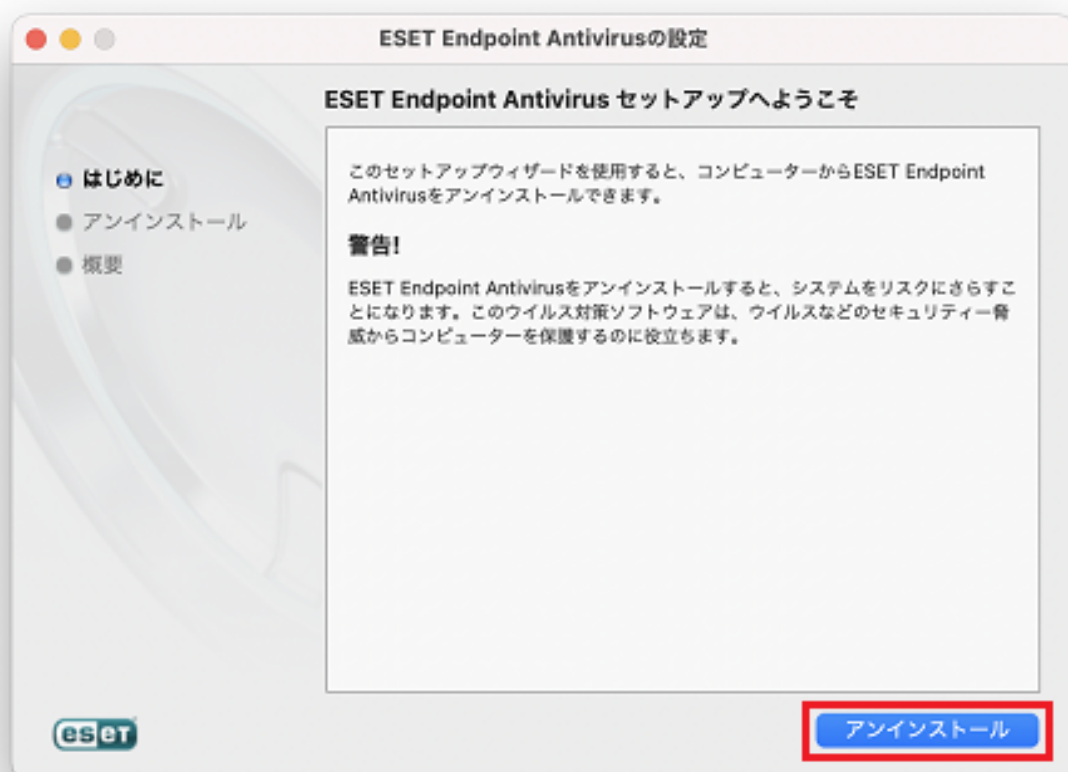 ESET Endpoint Antivirusの設定
ESET Endpoint Antivirus セットアップへようこそ
はじめに
アンインストール
概要
このセットアップウィザードを使用すると、コンピューターからESET Endpoint
Antivirusをアンインストールできます。
警告!
ESET Endpoint Antivirusをアンインストールすると、システムをリスクにさらすこ
とになります。このウイルス対策ソフトウェアは、ウイルスなどのセキュリティー脅
威からコンピューターを保護するのに役立ちます。
eseT
アンインストール